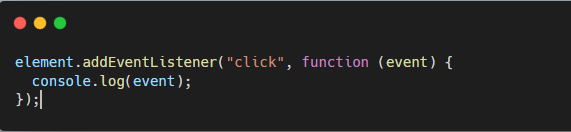 element.addEventListener("click", function (event) {
  console.log(event);
});